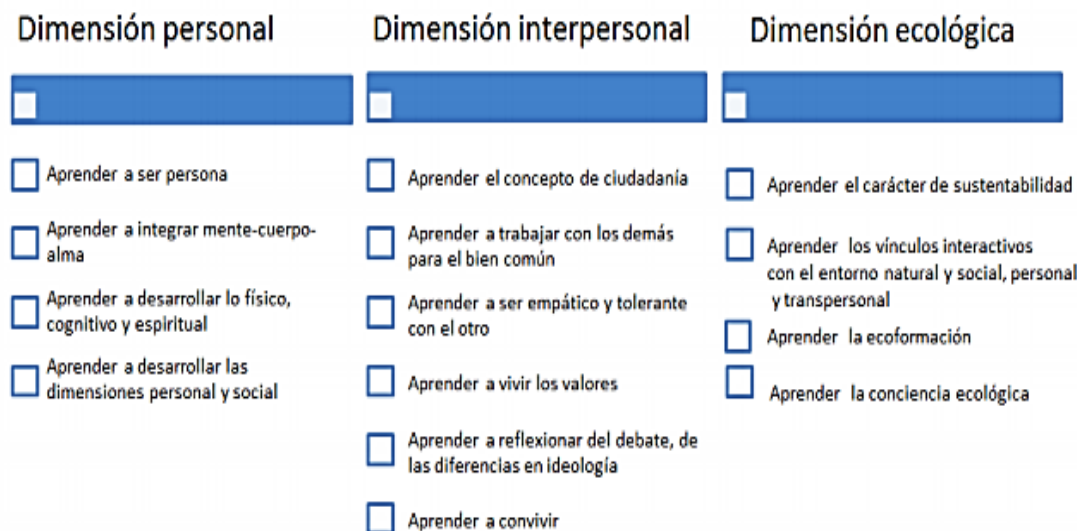 Dimensión personal
Aprender a ser persona
Aprender a integrar mente-cuerpo-
alma
Aprender a desarrollar lo físico,
cognitivo y espiritual
Aprender a desarrollar las
dimensiones personal y social
Dimensión interpersonal
Aprender el concepto de ciudadanía
Aprender a trabajar con los demás
para el bien común
Aprender a ser empático y tolerante
con el otro
Aprender a vivir los valores
Aprender a reflexionar del debate, de
las diferencias en ideología
Aprender a convivir
Dimensión ecológica
Aprender el carácter de sustentabilidad
Aprender los vínculos interactivos
con el entorno natural y social, personal
y transpersonal
Aprender la ecoformación
Aprender la conciencia ecológica